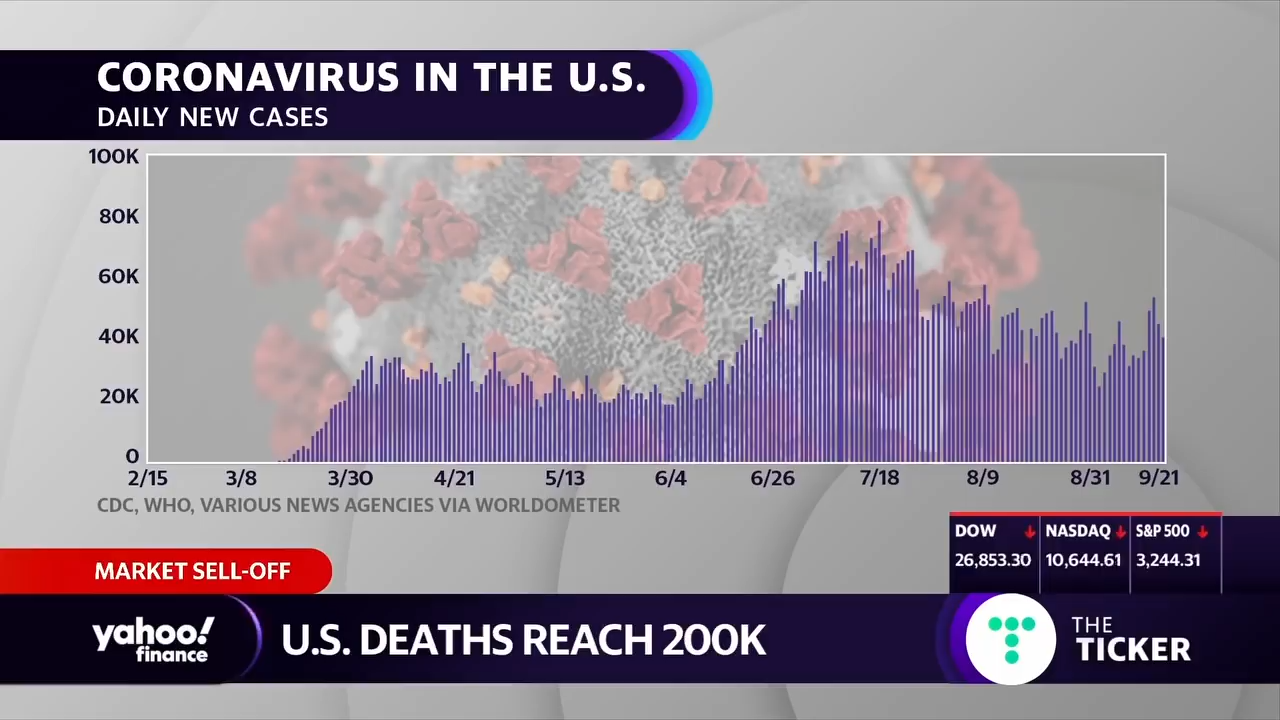 CORONAVIRUS IN THE U.S.
DAILY NEW CASES
100K
80K
60K
40K
20K
0
2/15 3/8 3/30 4/21 5/13 6/4 6/26 7/18 8/9 8/31 9/21
CDC, WHO, VARIOUS NEWS AGENCIES VIA WORLDOMETER
DOW NASDAQ S&P 500
26,853.30 10,644.61 3,244.31
MARKET SELL-OFF
yahoo!
finance
U.S. DEATHS REACH 200K
THE
TICKER